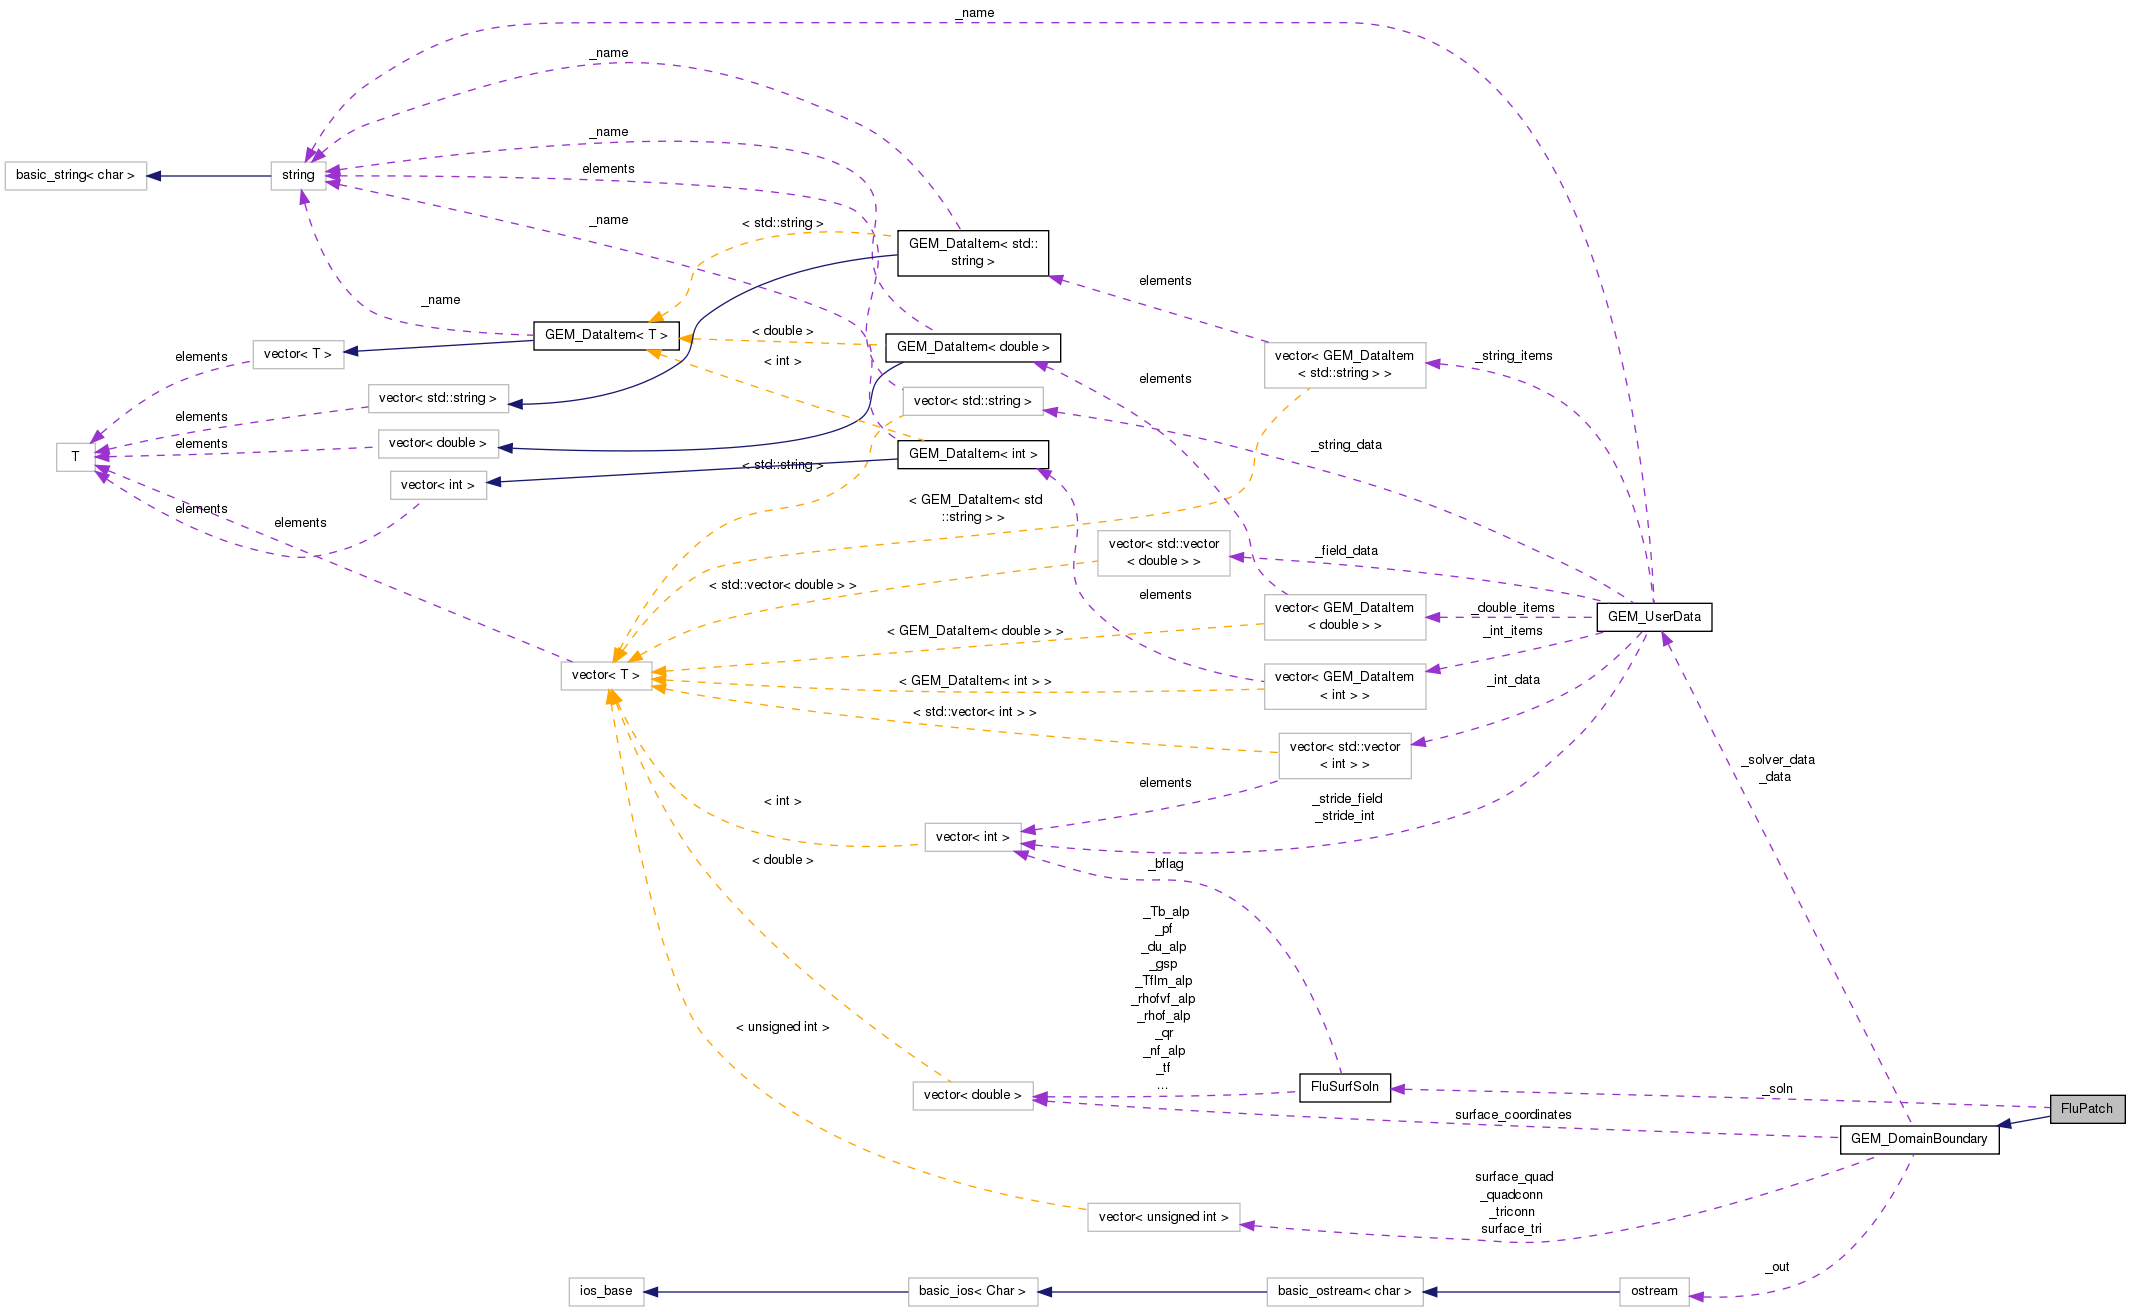 _name
_name
_name
elements
basic_string< char >
string
_name
< std::string >
GEM_DataItem< std::
string >
elements
_name
GEM_DataItem< T >
< double >
GEM_DataItem< double >
< int >
vector< T >
elements
vector< GEM_DataItem
< std::string > >
_string_items
elements
vector< std::string >
vector< std::string >
elements
vector< double >
elements
_string_data
T
GEM_DataItem< int >
< std::string >
vector< int >
elements
elements
< GEM_DataItem< std
::string > >
vector< std::vector
< double > >
_field_data
< std::vector< double > >
elements
vector< GEM_DataItem
< double > >
_double_items
GEM_UserData
< GEM_DataItem< double > >
_int_items
vector< T >
< GEM_DataItem< int > >
vector< GEM_DataItem
< int > >
_int_data
< std::vector< int > >
vector< std::vector
< int > >
_solver_data
_data
elements
< int >
_stride_field
_stride_int
vector< int >
< double >
_bflag
_Tb_alp
_pf
_du_alp
_gsp
_Tflm_alp
_rhofvf_alp
_rhof_alp
_qr
_nf_alp
_tf
...
< unsigned int >
vector< double >
FluSurfSoln
_soln
FluPatch
surface_coordinates
GEM_DomainBoundary
surface_quad
_quadconn
_triconn
surface_tri
vector< unsigned int >
_out
ios_base
basic_ios< Char >
basic_ostream< char >
ostream